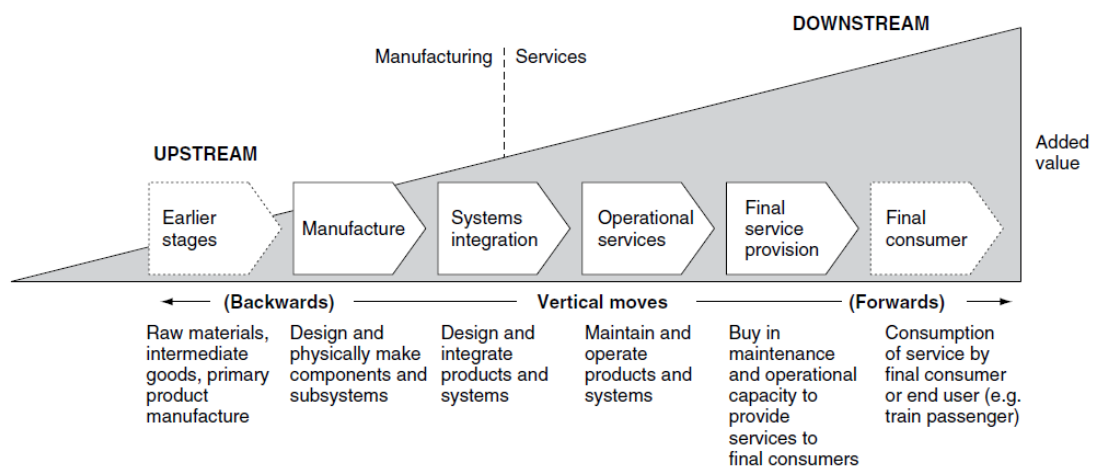 DOWNSTREAM
Manufacturing
Services
UPSTREAM
Added
value
Earlier
stages
Manufacture
Systems
integration
Operational
services
Final
service
provision
Final
consumer
(Backwards)
Vertical moves
(Forwards)
Raw materials,
intermediate
goods, primary
product
manufacture
Design and
physically make
components and
subsystems
Design and
integrate
products and
systems
Maintain and
operate
products and
systems
Buy in
maintenance
and operational
capacity to
provide
services to
final consumers
Consumption
of service by
final consumer
or end user (e.g.
train passenger)